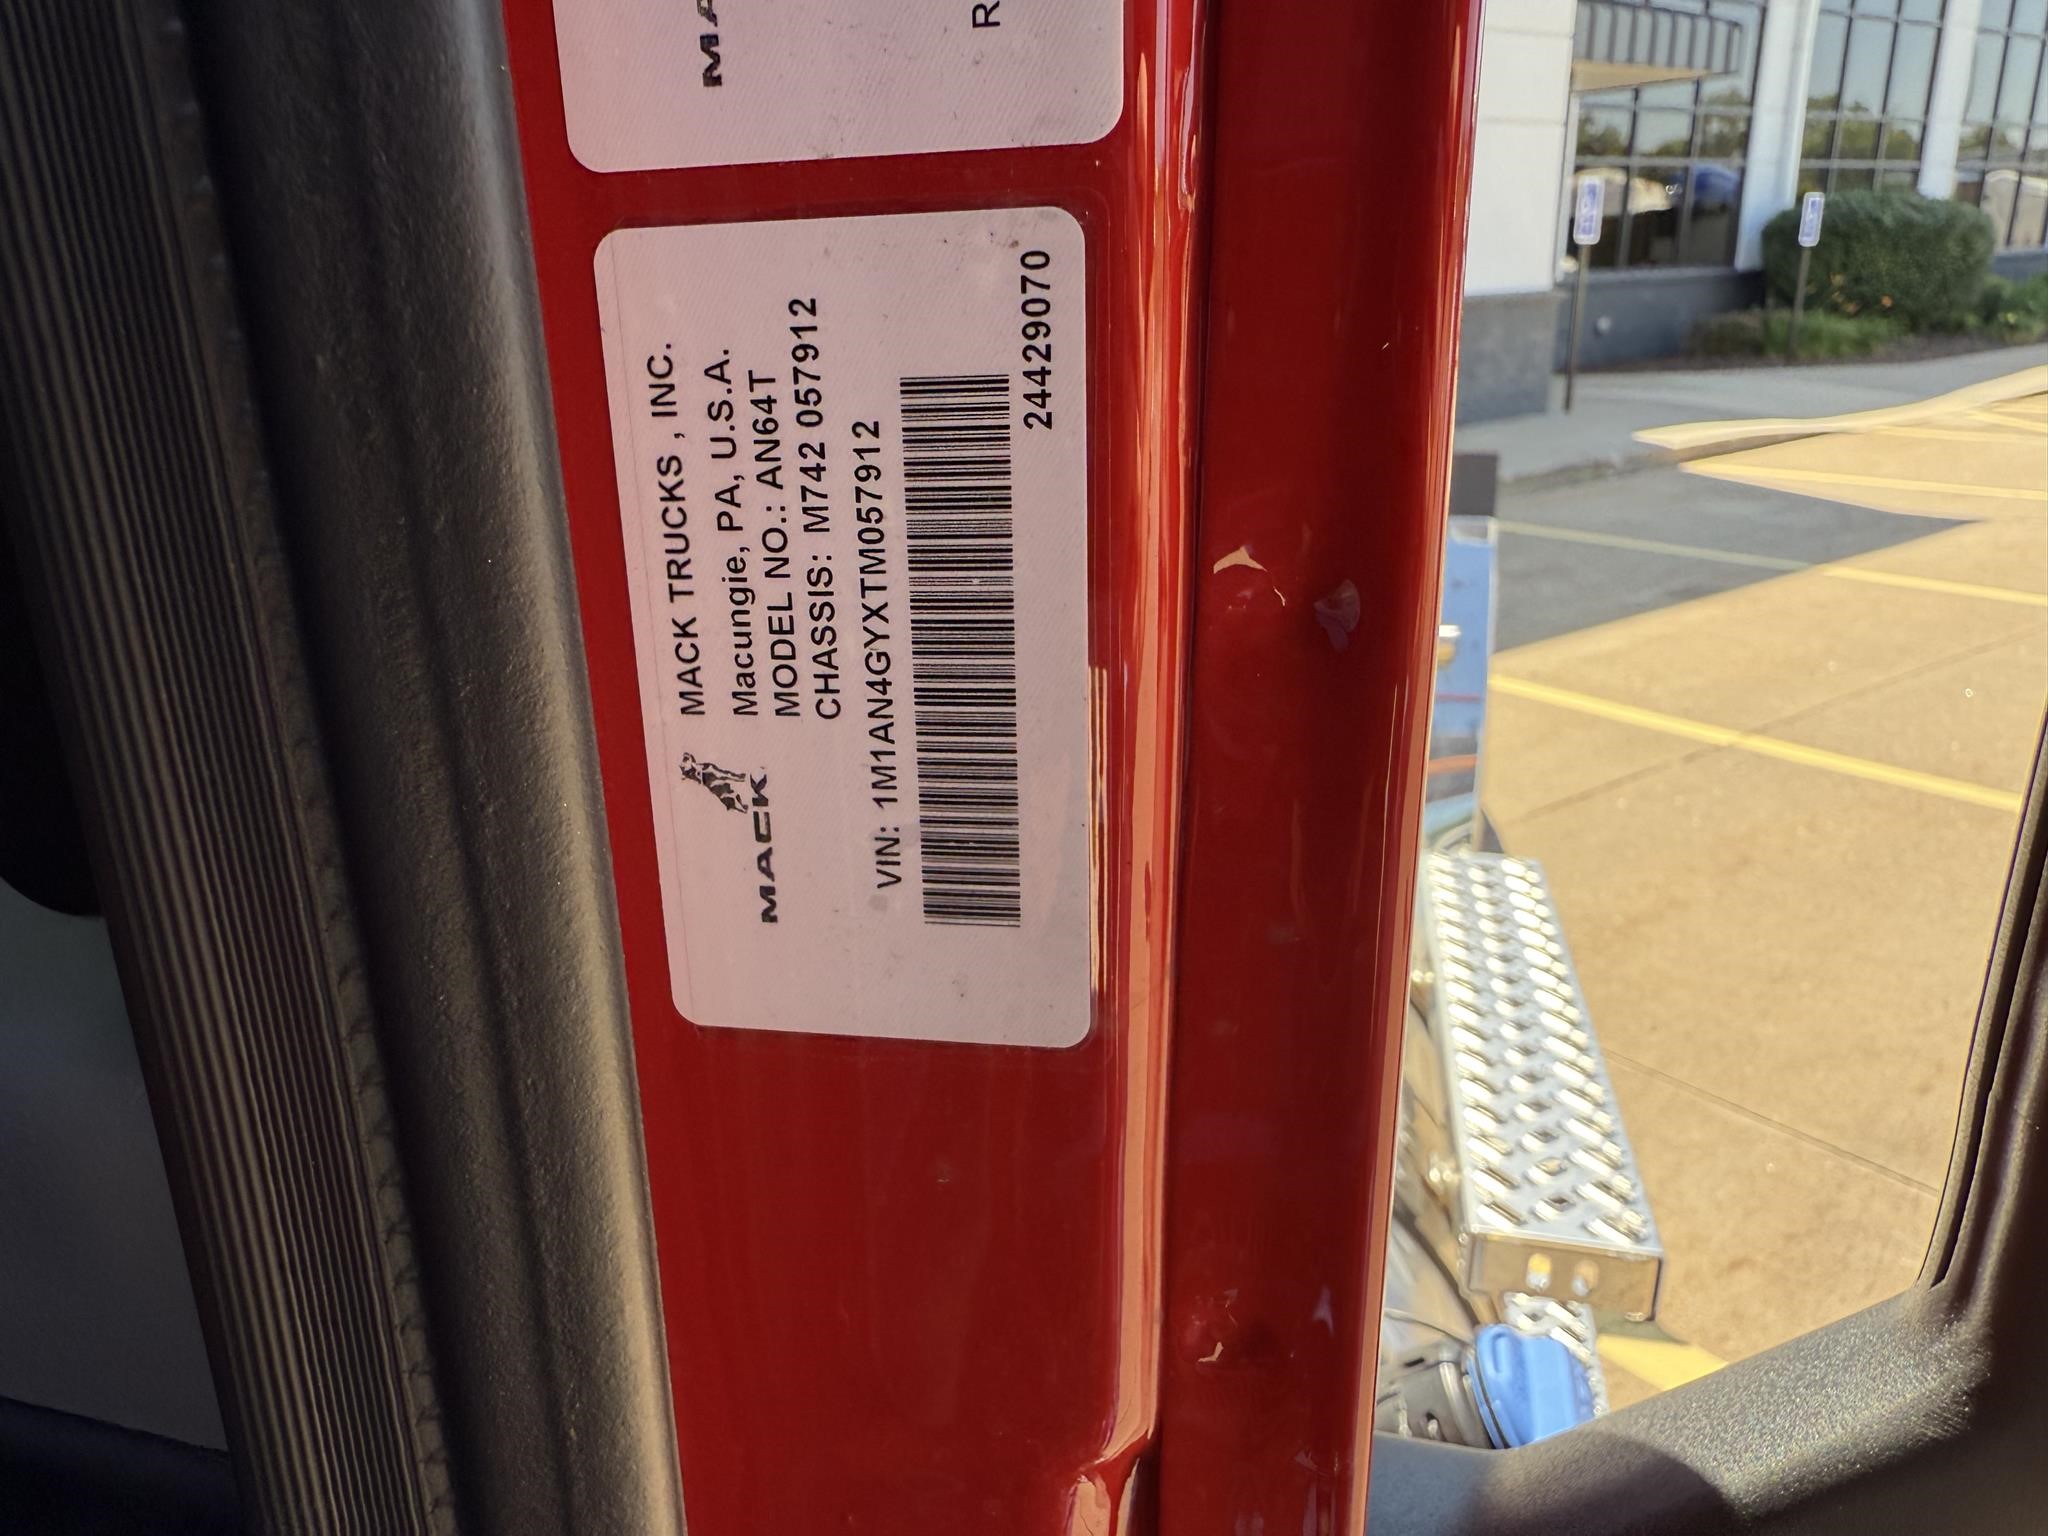 MACK TRUCKS , INC.
Macungie, PA, U.S.A.
MODEL NO.: AN64T
CHASSIS: M742 057912
MACK
VIN: 1M1AN4GYXTM057912
24429070